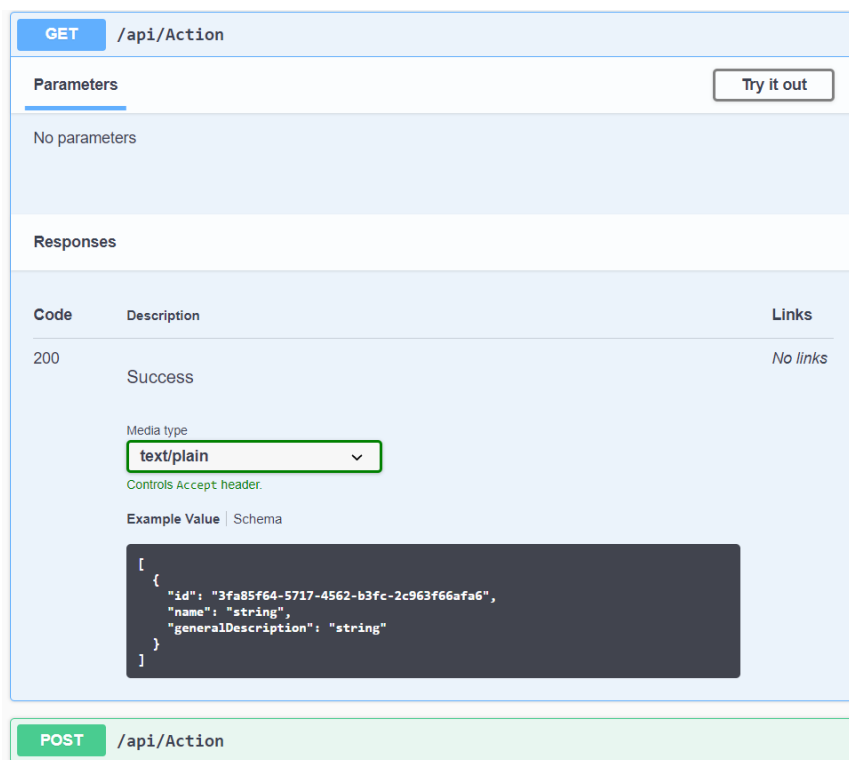 GET /api/Action
Parameters Try it out
No parameters
Responses
Code Description Links
200 No links
Success
Media type
text/plain
Controls Accept header.
Example Value Schema
[
  {
    "id": "3fa85f64-5717-4562-b3fc-2c963f66afa6",
    "name": "string",
    "generalDescription": "string"
  }
]
POST /api/Action